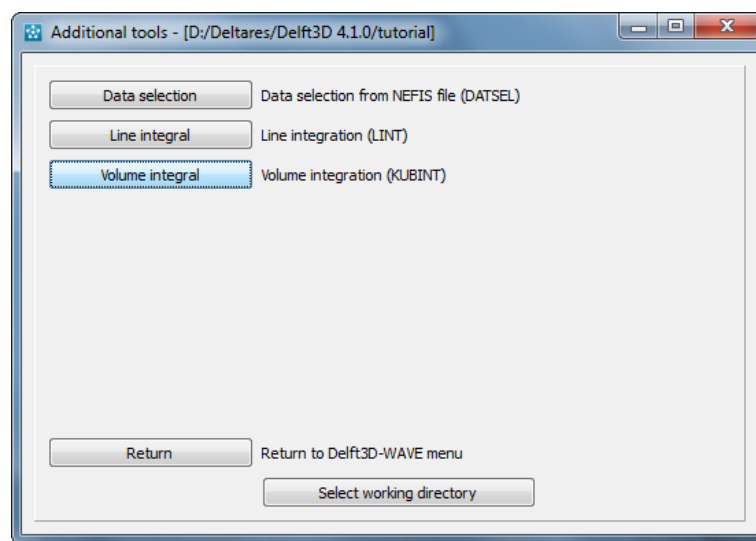 Additional tools - [D:/Deltares/Delft3D 4.1.0/tutorial]
Data selection Data selection from NEFIS file (DATSEL)
Line integral Line integration (LINT)
Volume integral Volume integration (KUBINT)
Return Return to Delft3D-WAVE menu
Select working directory